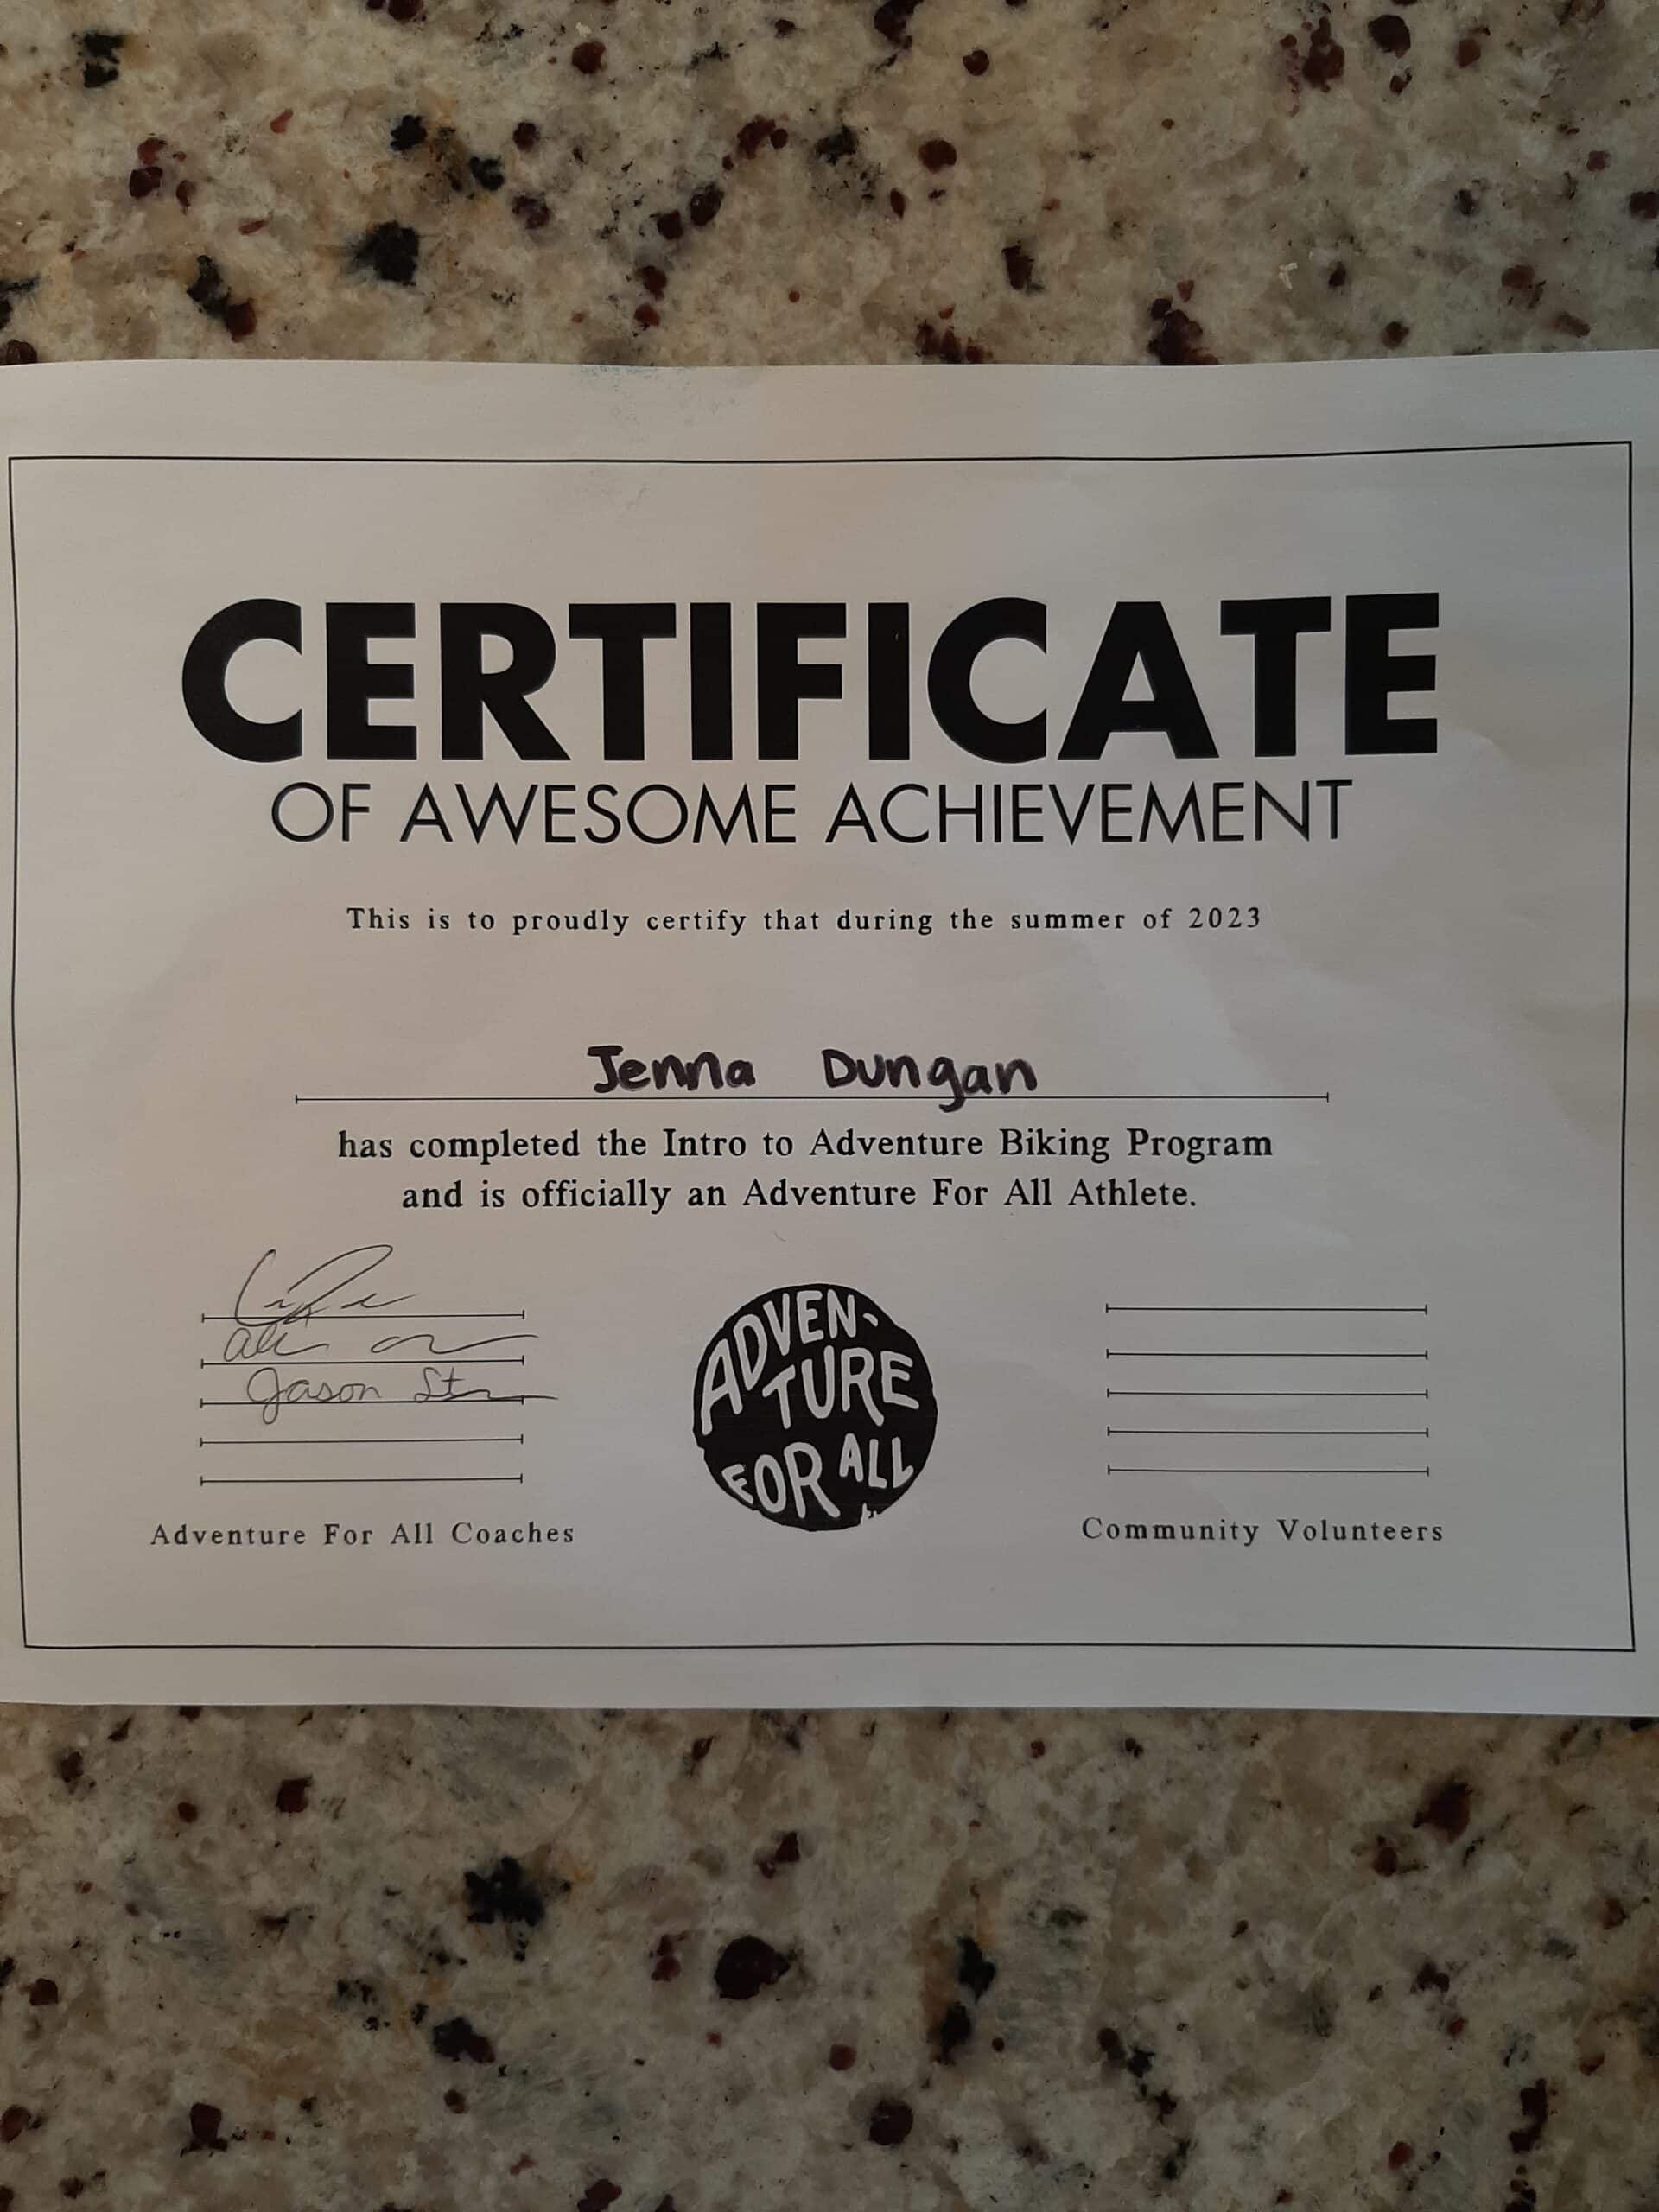 CERTIFICATE
OF AWESOME ACHIEVEMENT
This is to proudly certify that during the summer of 2023
Jenna Dungan
has completed the Intro to Adventure Biking Program
and is officially an Adventure For All Athlete.
Jason
ADVEN-
TURE
FOR ALL
Adventure For All Coaches
Community Volunteers